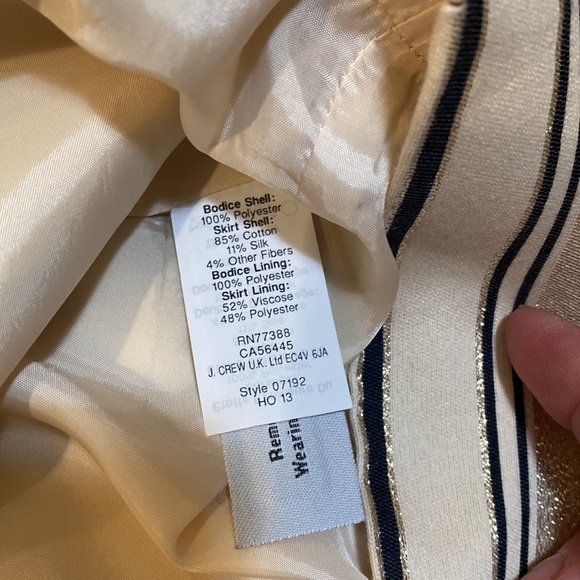 Bodice Shell:
100% Polyester
Skirt Shell:
85% Cotton
11% Silk
4% Other Fibers
Bodice Lining:
100% Polyester
Skirt Lining:
52% Viscose
48% Polyester
RN77388
CA56445
J. CREW U.K. Ltd EC4V 6JA
Style 07192
HO 13